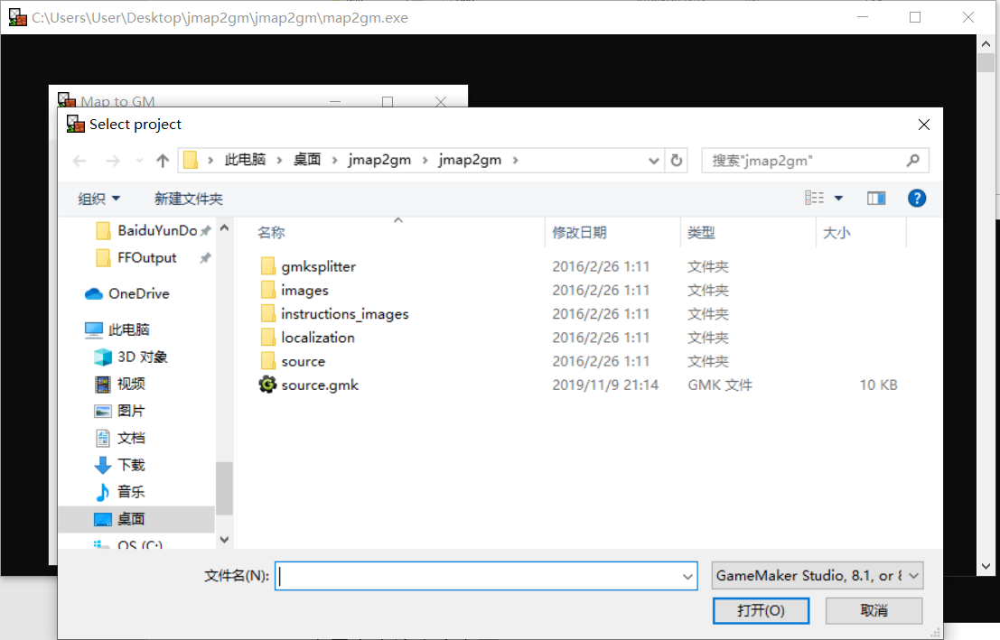 C:\Users\User\Desktop\jmap2gm\jmap2gm\map2gm.exe
Map to GM
Select project
此电脑 > 桌面 > jmap2gm > jmap2gm >
搜索"jmap2gm"
组织 新建文件夹
名称 修改日期 类型 大小
BaiduYunDo
FFOutput
OneDrive
此电脑
3D 对象
视频
图片
文档
下载
音乐
桌面
OS (C:)
gmksplitter 2016/2/26 1:11 文件夹
images 2016/2/26 1:11 文件夹
instructions_images 2016/2/26 1:11 文件夹
localization 2016/2/26 1:11 文件夹
source 2016/2/26 1:11 文件夹
source.gmk 2019/11/9 21:14 GMK 文件 10 KB
文件名(N):
GameMaker Studio, 8.1, or 8
打开(O) 取消